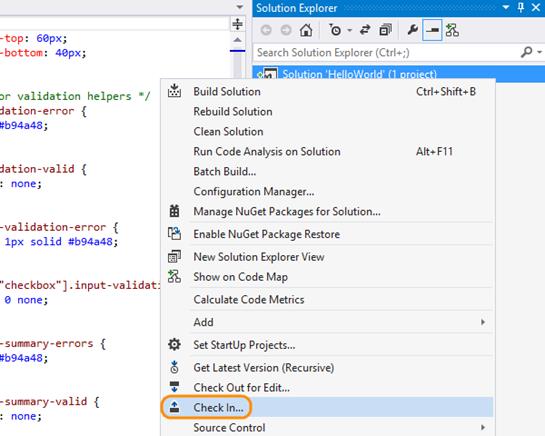 -top: 60px;
-bottom: 40px;
or validation helpers */
dation-error {
#b94a48;
dation-valid {
: none;
-validation-error {
1px solid #b94a48;
"checkbox"].input-validati
0 none;
-summary-errors {
#b94a48;
-summary-valid {
: none;
Solution Explorer
Search Solution Explorer (Ctrl+;)
Solution 'HelloWorld' (1 project)
Build Solution Ctrl+Shift+B
Rebuild Solution
Clean Solution
Run Code Analysis on Solution Alt+F11
Batch Build...
Configuration Manager...
Manage NuGet Packages for Solution...
Enable NuGet Package Restore
New Solution Explorer View
Show on Code Map
Calculate Code Metrics
Add
Set StartUp Projects...
Get Latest Version (Recursive)
Check Out for Edit...
Check In...
Source Control